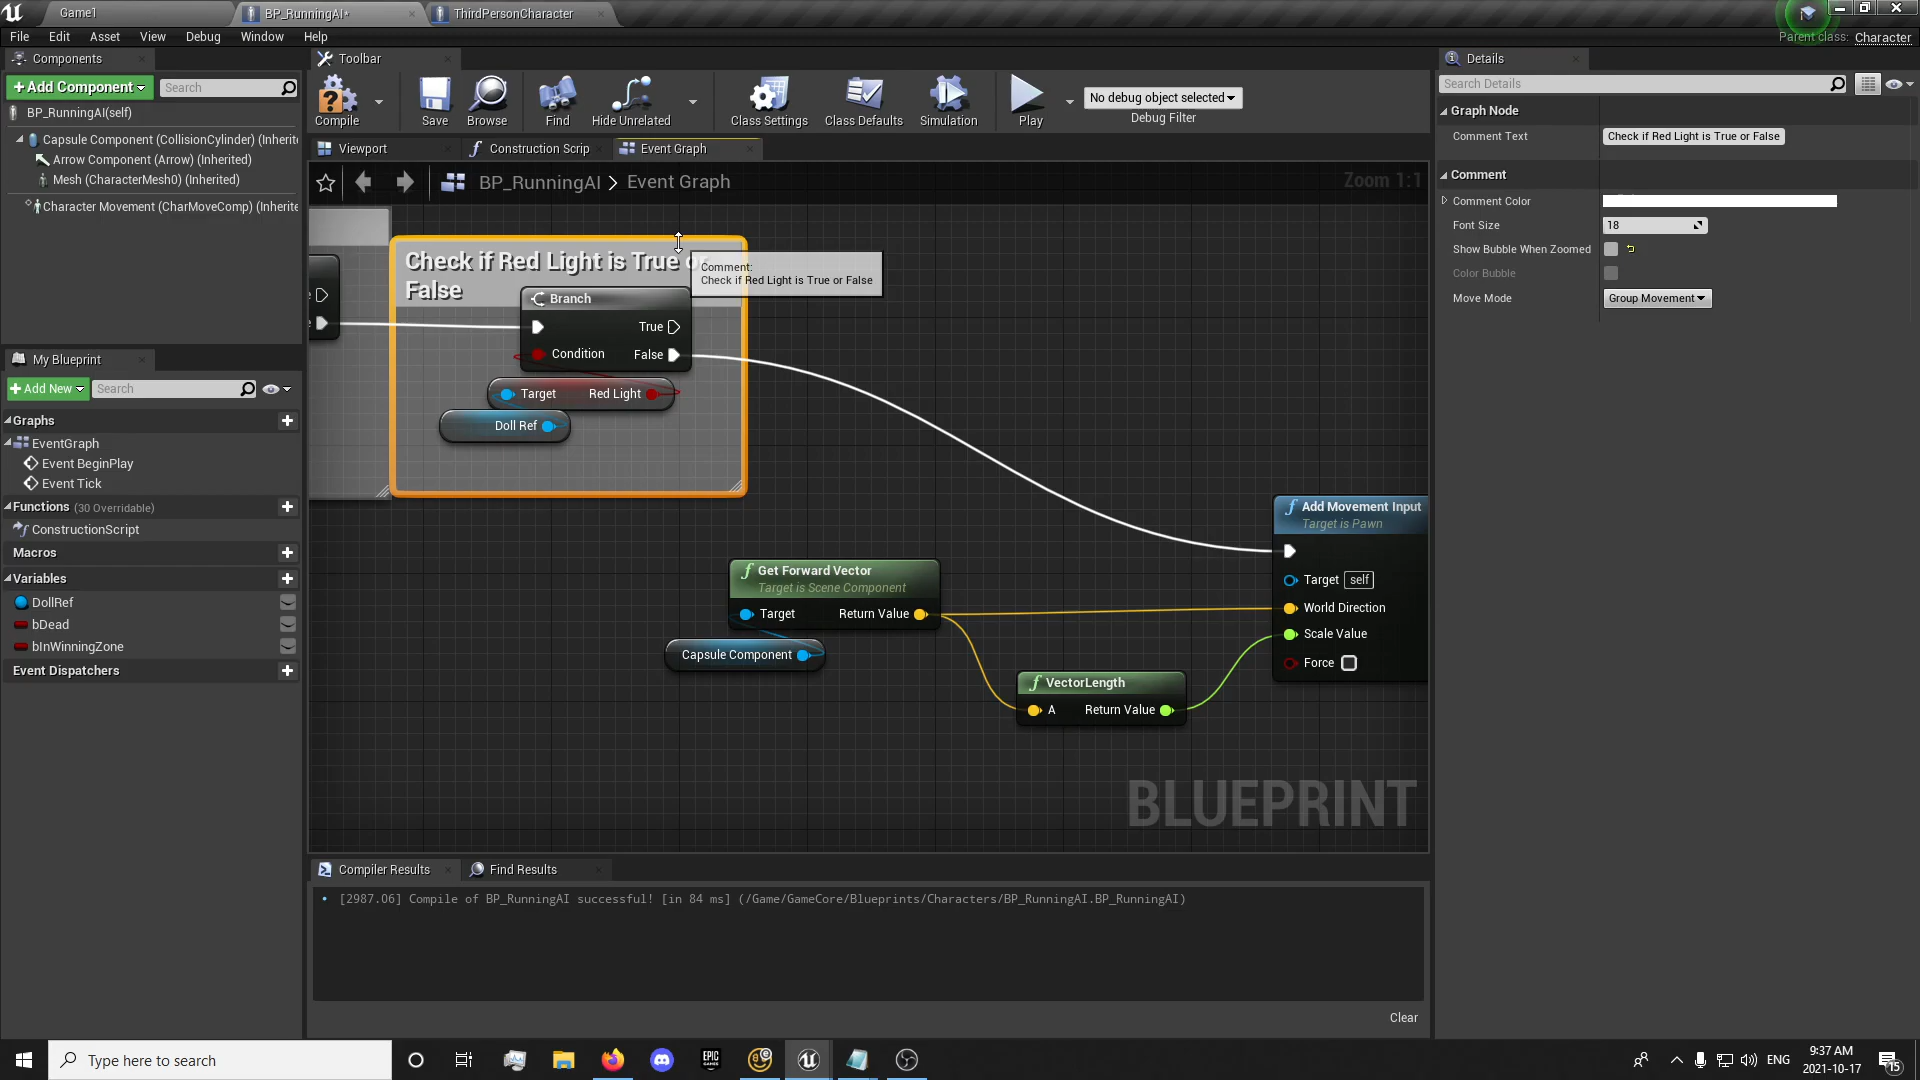 Game1
BP_RunningAI*
ThirdPersonCharacter
File Edit Asset View Debug Window Help
Parent class: Character
Components
+ Add Component
Search
BP_RunningAI(self)
Capsule Component (CollisionCylinder) (Inherit
Arrow Component (Arrow) (Inherited)
Mesh (CharacterMesh0) (Inherited)
Character Movement (CharMoveComp) (Inherite
My Blueprint
+ Add New
Search
Graphs
EventGraph
Event BeginPlay
Event Tick
Functions (30 Overridable)
ConstructionScript
Macros
Variables
DollRef
bDead
bInWinningZone
Event Dispatchers
Toolbar
Compile
Save
Browse
Find
Hide Unrelated
Class Settings
Class Defaults
Simulation
Play
No debug object selected
Debug Filter
Viewport
Construction Scrip
Event Graph
BP_RunningAI > Event Graph
Zoom 1:1
Check if Red Light is True or
False
Comment:
Check if Red Light is True or False
Branch
True
Condition False
Target Red Light
Doll Ref
Get Forward Vector
Target is Scene Component
Target Return Value
Capsule Component
VectorLength
A Return Value
Add Movement Input
Target is Pawn
Target self
World Direction
Scale Value
Force
BLUEPRINT
Compiler Results
Find Results
[2987.06] Compile of BP_RunningAI successful! [in 84 ms] (/Game/GameCore/Blueprints/Characters/BP_RunningAI.BP_RunningAI)
Clear
Details
Search Details
Graph Node
Comment Text Check if Red Light is True or False
Comment
Comment Color
Font Size 18
Show Bubble When Zoomed
Color Bubble
Move Mode Group Movement
Type here to search
EPIC
GAMES
ENG
9:37 AM
2021-10-17
15